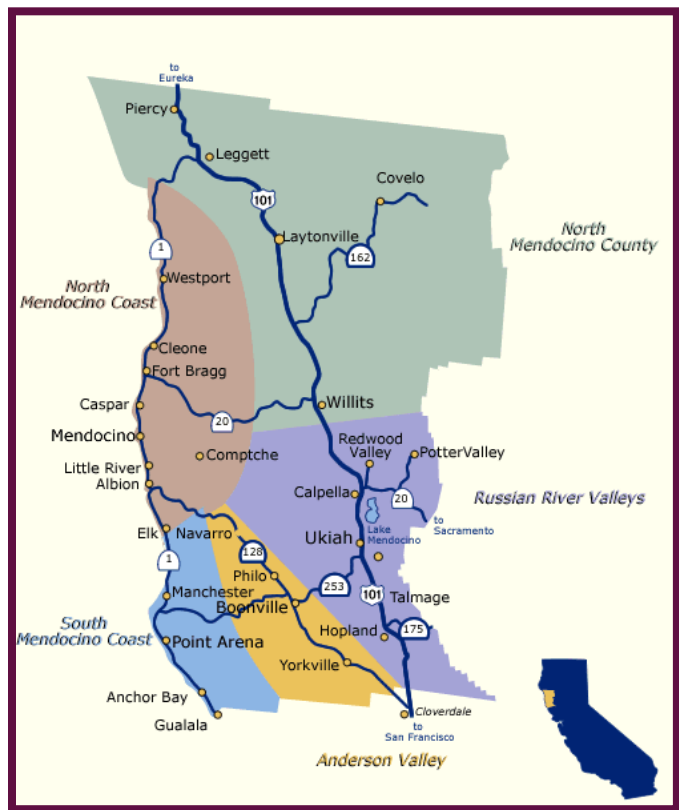 to
Eureka
Piercy
Leggett
101
Covelo
1
Laytonville
162
North
Mendocino County
Westport
North
Mendocino Coast
Cleone
Fort Bragg
Caspar
20
Willits
Mendocino
Redwood
Valley
PotterValley
Comptche
Little River
Albion
Calpella
20
Russian River Valleys
to
Sacramento
Lake
Mendocino
Elk
Navarro
Ukiah
1
128
Philo
253
101
Talmage
Manchester
Boonville
South
Mendocino Coast
Point Arena
Hopland
175
Yorkville
Anchor Bay
Gualala
Cloverdale
to
San Francisco
Anderson Valley